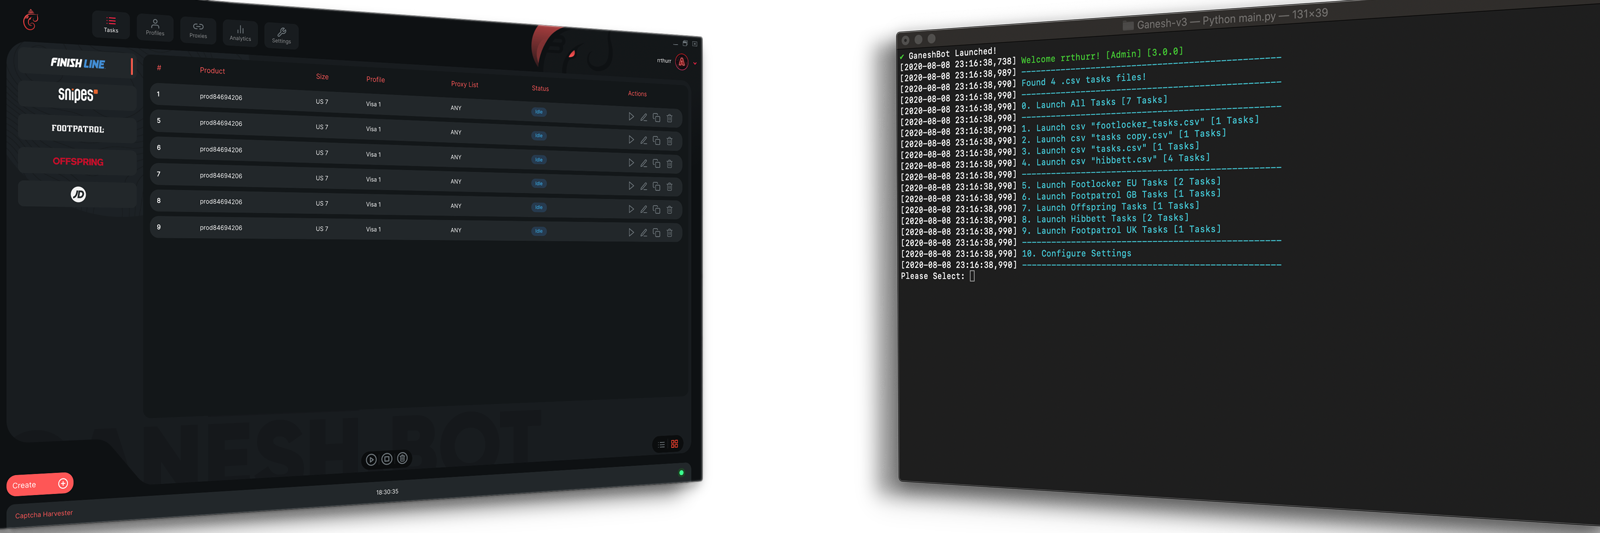 Tasks
Profiles
Proxies
Analytics
Settings
rrthurr
FINISH LINE
snipes
FOOTPATROL
OFFSPRING
JD
# Product Size Profile Proxy List Status Actions
1 prod84694206 US 7 Visa 1 ANY Idle
5 prod84694206 US 7 Visa 1 ANY Idle
6 prod84694206 US 7 Visa 1 ANY Idle
7 prod84694206 US 7 Visa 1 ANY Idle
8 prod84694206 US 7 Visa 1 ANY Idle
9 prod84694206 US 7 Visa 1 ANY Idle
GANESH BOT
Create
18:30:35
Captcha Harvester
Ganesh-v3 — Python main.py — 131×39
✓ GaneshBot Launched!
[2020-08-08 23:16:38,738] Welcome rrthurr! [Admin] [3.0.0]
[2020-08-08 23:16:38,989] ------------------------------------------------
[2020-08-08 23:16:38,990] Found 4 .csv tasks files!
[2020-08-08 23:16:38,990] ------------------------------------------------
[2020-08-08 23:16:38,990] 0. Launch All Tasks [7 Tasks]
[2020-08-08 23:16:38,990] ------------------------------------------------
[2020-08-08 23:16:38,990] 1. Launch csv "footlocker_tasks.csv" [1 Tasks]
[2020-08-08 23:16:38,990] 2. Launch csv "tasks copy.csv" [1 Tasks]
[2020-08-08 23:16:38,990] 3. Launch csv "tasks.csv" [1 Tasks]
[2020-08-08 23:16:38,990] 4. Launch csv "hibbett.csv" [4 Tasks]
[2020-08-08 23:16:38,990] ------------------------------------------------
[2020-08-08 23:16:38,990] 5. Launch Footlocker EU Tasks [2 Tasks]
[2020-08-08 23:16:38,990] 6. Launch Footpatrol GB Tasks [1 Tasks]
[2020-08-08 23:16:38,990] 7. Launch Offspring Tasks [1 Tasks]
[2020-08-08 23:16:38,990] 8. Launch Hibbett Tasks [2 Tasks]
[2020-08-08 23:16:38,990] 9. Launch Footpatrol UK Tasks [1 Tasks]
[2020-08-08 23:16:38,990] ------------------------------------------------
[2020-08-08 23:16:38,990] 10. Configure Settings
[2020-08-08 23:16:38,990] ------------------------------------------------
Please Select: